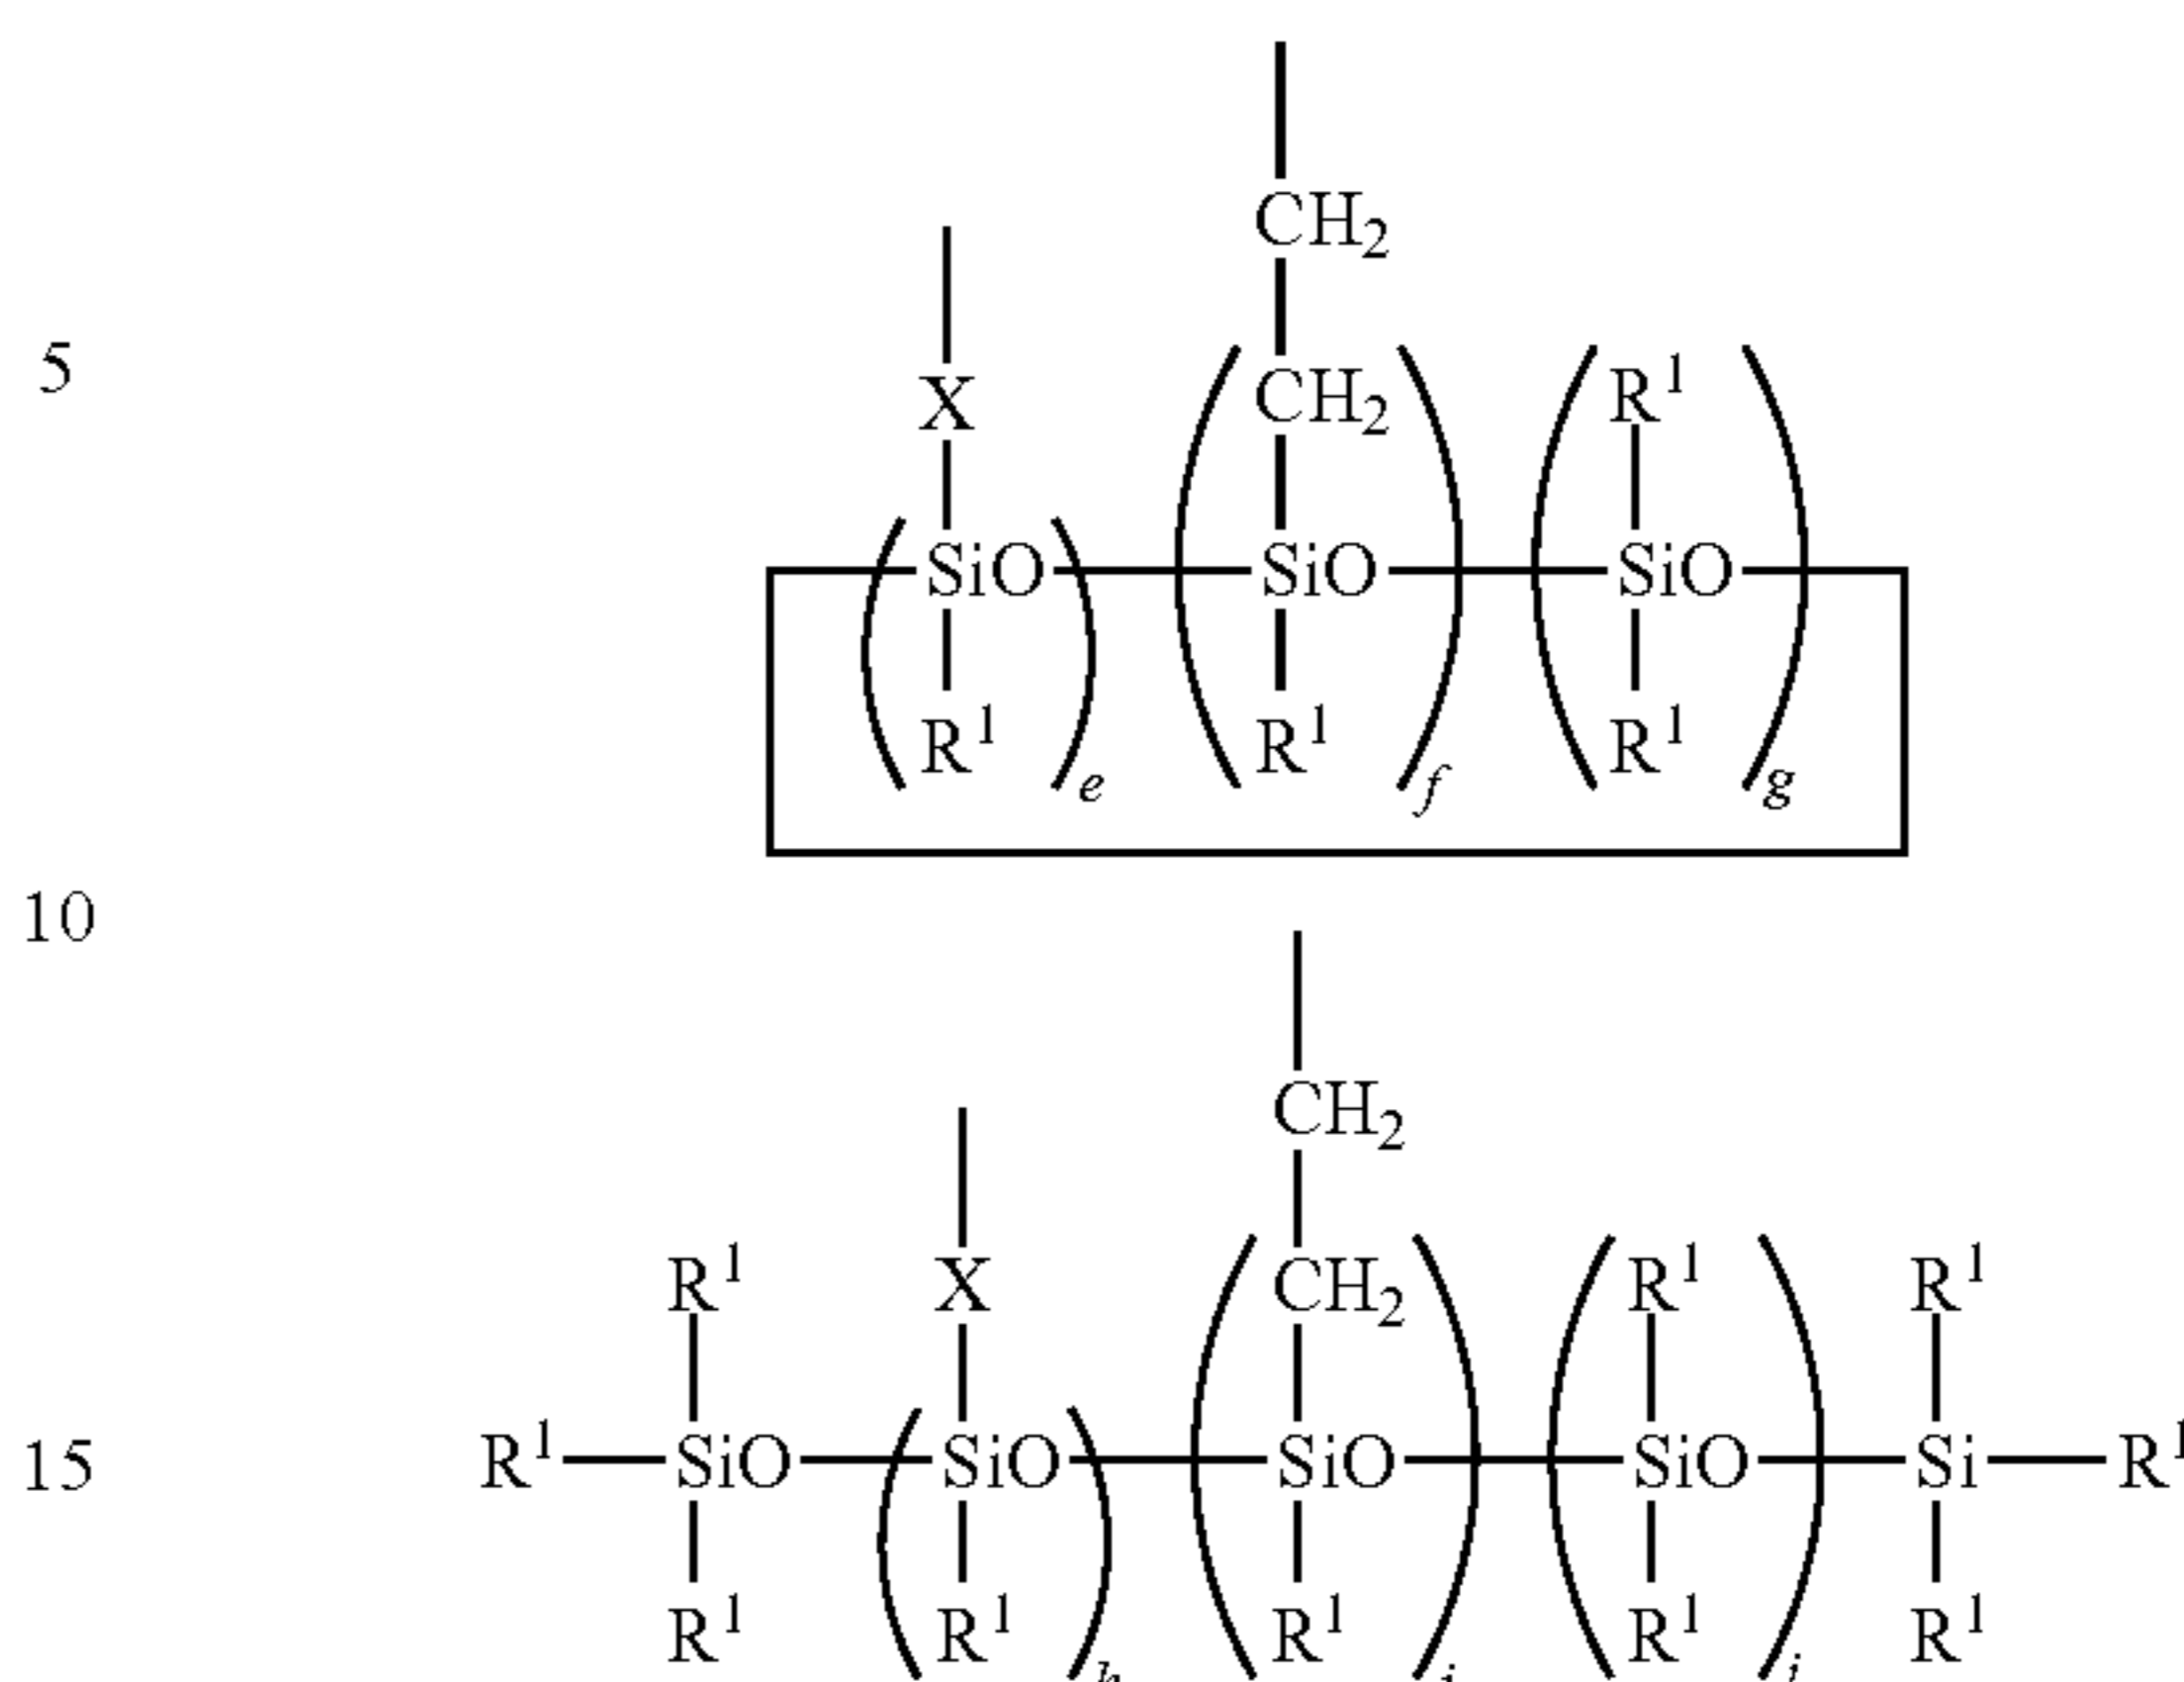 CH2
5 X CH2 R1
SiO SiO SiO
R1 e R1 f R1 g
10
CH2
R1 X CH2 R1 R1
15 R1 SiO SiO SiO SiO Si R1
R1 R1 R1 R1 R1